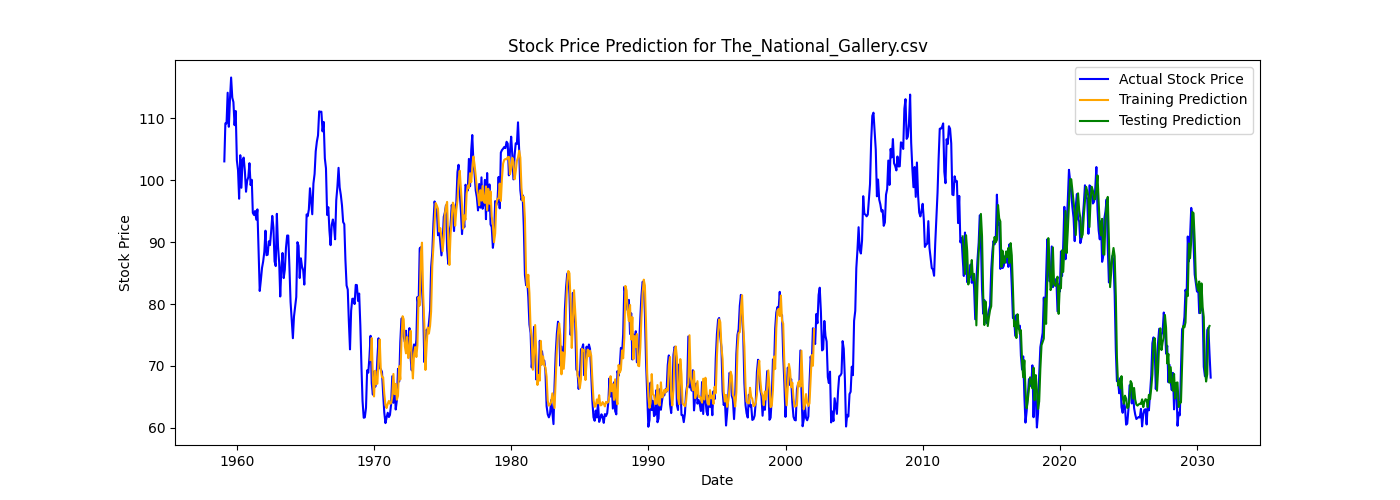 Stock Price Prediction for The_National_Gallery.csv
Actual Stock Price
Training Prediction
Testing Prediction
Stock Price
110
100
90
80
70
60
1960
1970
1980
1990
2000
2010
2020
2030
Date